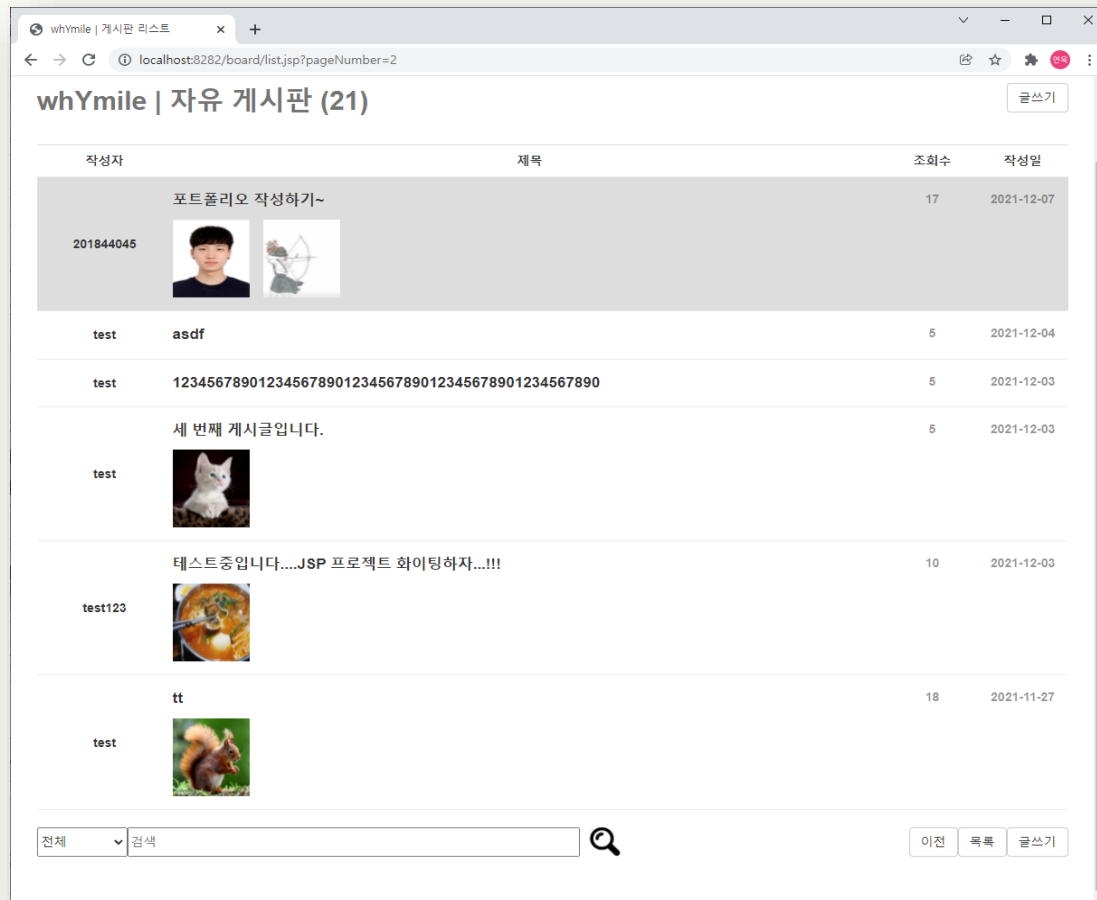 whYmile | 게시판 리스트
localhost:8282/board/list.jsp?pageNumber=2
연욱
whYmile | 자유 게시판 (21)
글쓰기
작성자 제목 조회수 작성일
포트폴리오 작성하기~ 17 2021-12-07
201844045
test asdf 5 2021-12-04
test 12345678901234567890123456789012345678901234567890 5 2021-12-03
세 번째 게시글입니다. 5 2021-12-03
test
테스트중입니다....JSP 프로젝트 화이팅하자...!!! 10 2021-12-03
test123
tt 18 2021-11-27
test
전체 검색 이전 목록 글쓰기